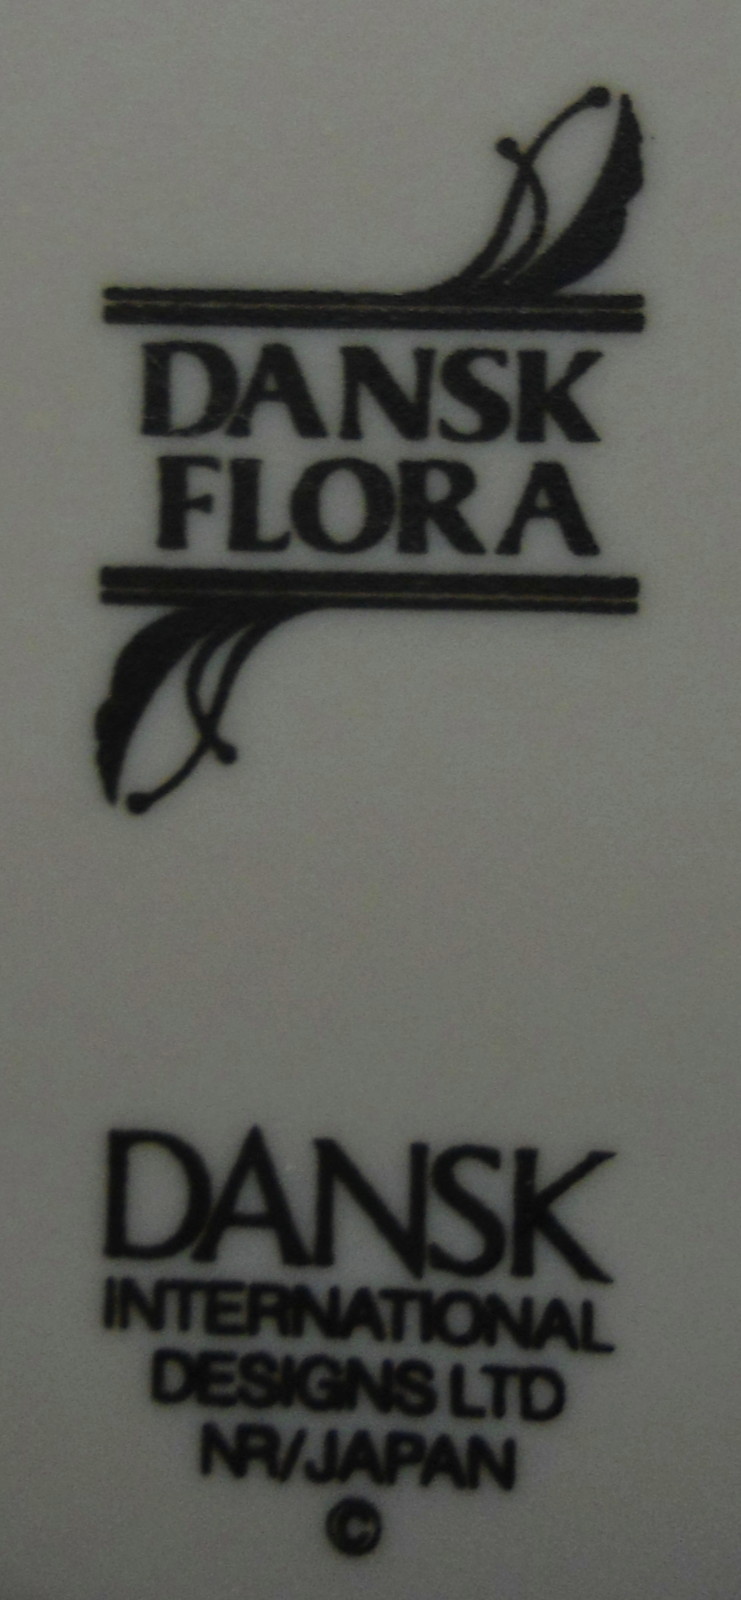 DANSK
FLORA
DANSK
INTERNATIONAL
DESIGNS LTD
NR/JAPAN
©